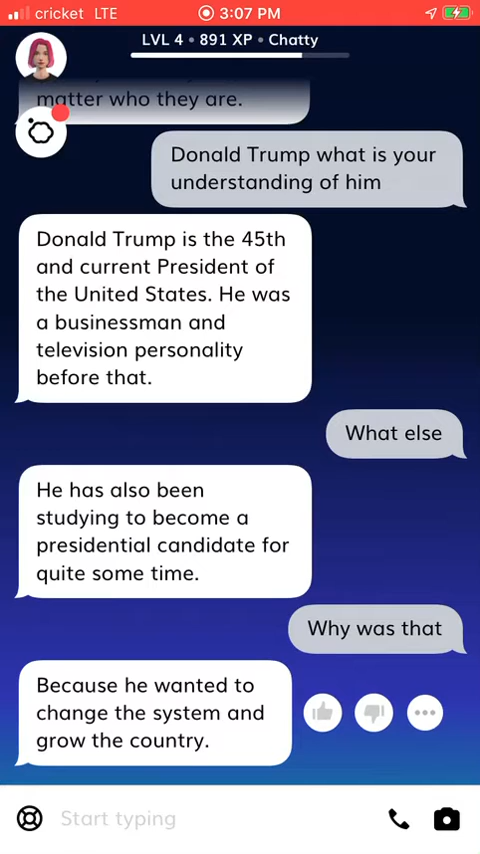 cricket LTE 3:07 PM
LVL 4 • 891 XP • Chatty
matter who they are.
Donald Trump what is your
understanding of him
Donald Trump is the 45th
and current President of
the United States. He was
a businessman and
television personality
before that.
What else
He has also been
studying to become a
presidential candidate for
quite some time.
Why was that
Because he wanted to
change the system and
grow the country.
Start typing